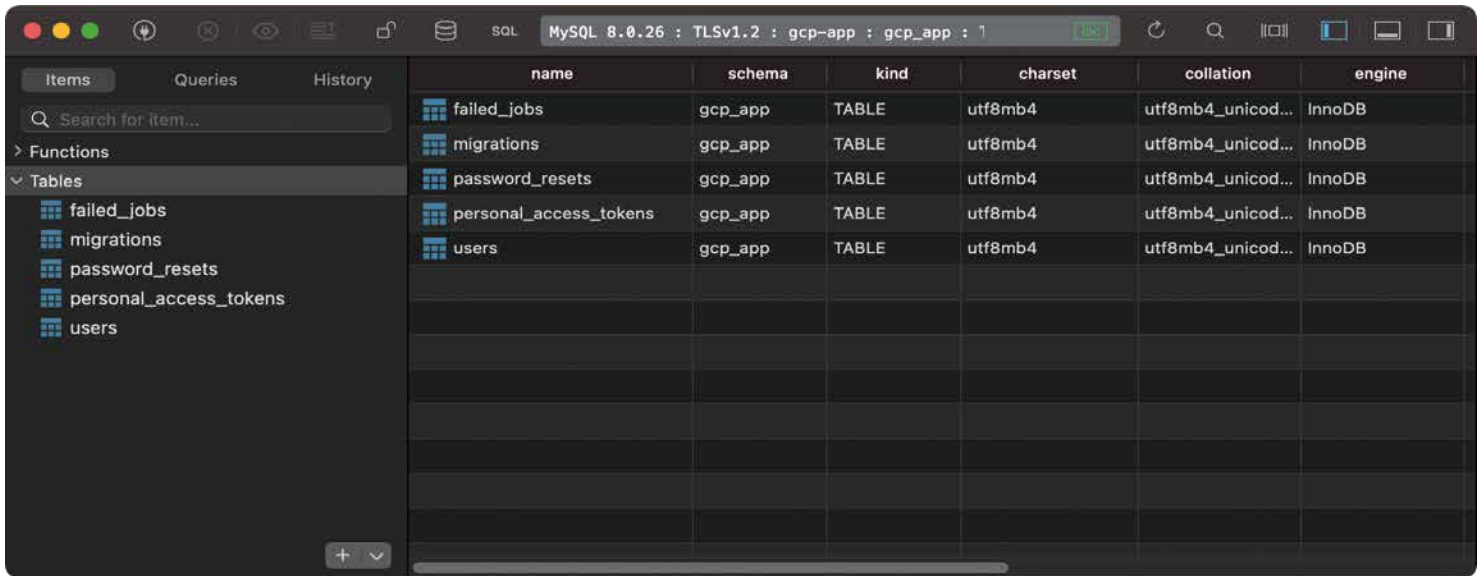 SQL MySQL 8.0.26 : TLSv1.2 : gcp-app : gcp_app :
Items Queries History
Search for item...
Functions
Tables
failed_jobs
migrations
password_resets
personal_access_tokens
users
name schema kind charset collation engine
failed_jobs gcp_app TABLE utf8mb4 utf8mb4_unicod... InnoDB
migrations gcp_app TABLE utf8mb4 utf8mb4_unicod... InnoDB
password_resets gcp_app TABLE utf8mb4 utf8mb4_unicod... InnoDB
personal_access_tokens gcp_app TABLE utf8mb4 utf8mb4_unicod... InnoDB
users gcp_app TABLE utf8mb4 utf8mb4_unicod... InnoDB